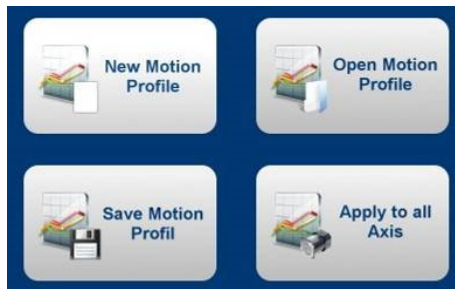 New Motion
Profile
Open Motion
Profile
Save Motion
Profil
Apply to all
Axis